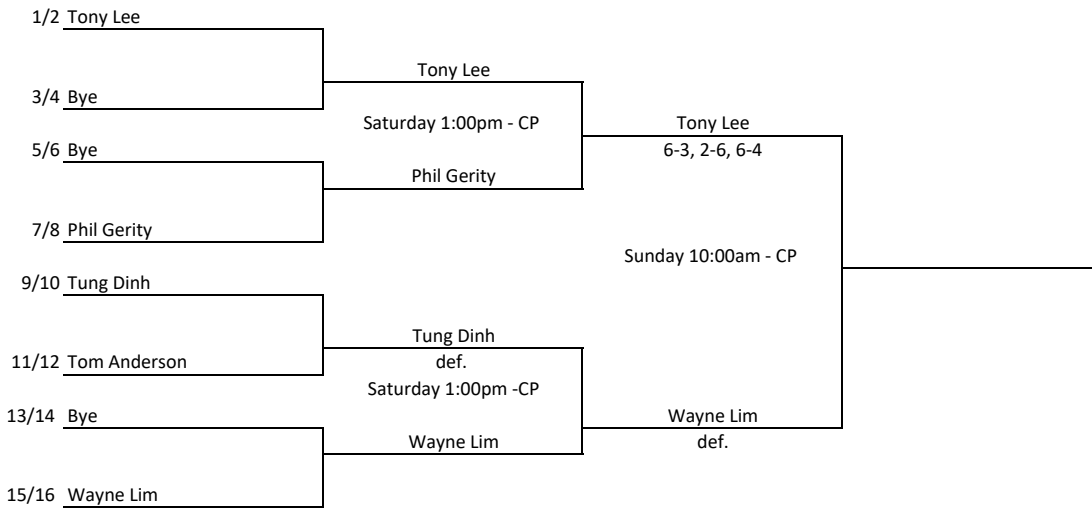 1/2 Tony Lee
Tony Lee
3/4 Bye
Saturday 1:00pm - CP
Tony Lee
5/6 Bye
6-3, 2-6, 6-4
Phil Gerity
7/8 Phil Gerity
Sunday 10:00am - CP
9/10 Tung Dinh
Tung Dinh
11/12 Tom Anderson
def.
Saturday 1:00pm -CP
13/14 Bye
Wayne Lim
Wayne Lim
def.
15/16 Wayne Lim